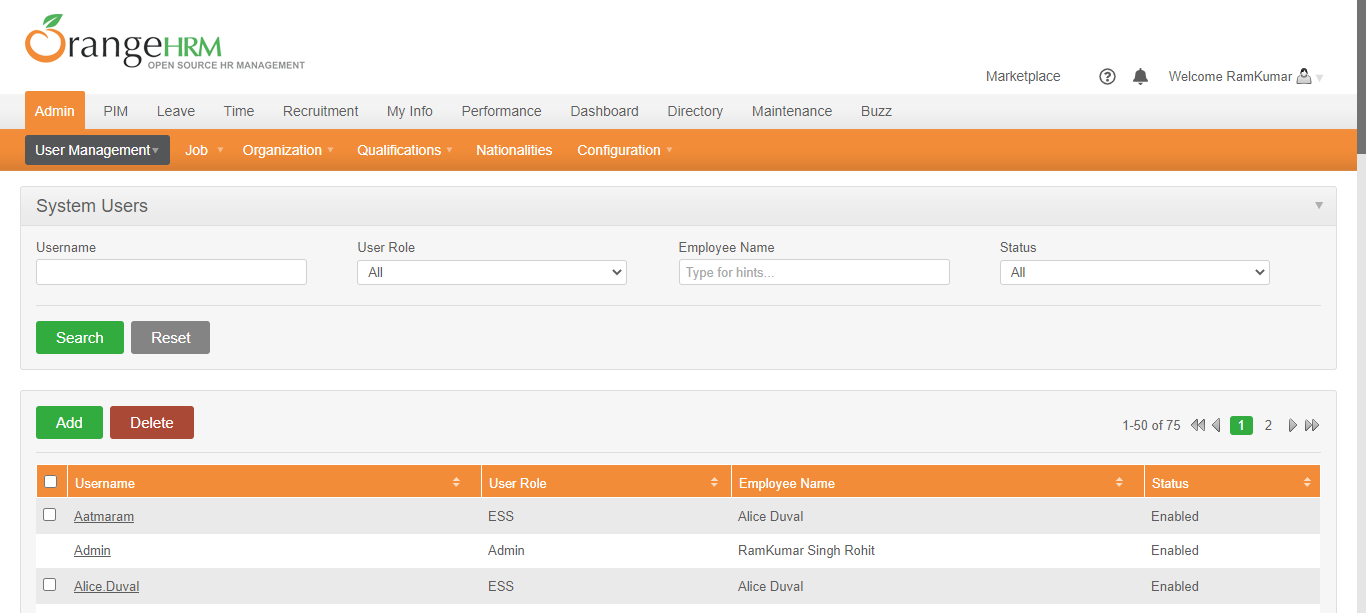 OrangeHRM
OPEN SOURCE HR MANAGEMENT
Marketplace ? Welcome RamKumar
Admin PIM Leave Time Recruitment My Info Performance Dashboard Directory Maintenance Buzz
User Management Job Organization Qualifications Nationalities Configuration
System Users
Username User Role Employee Name Status
All Type for hints... All
Search Reset
Add Delete 1-50 of 75 1 2
Username User Role Employee Name Status
Aatmaram ESS Alice Duval Enabled
Admin Admin RamKumar Singh Rohit Enabled
Alice.Duval ESS Alice Duval Enabled